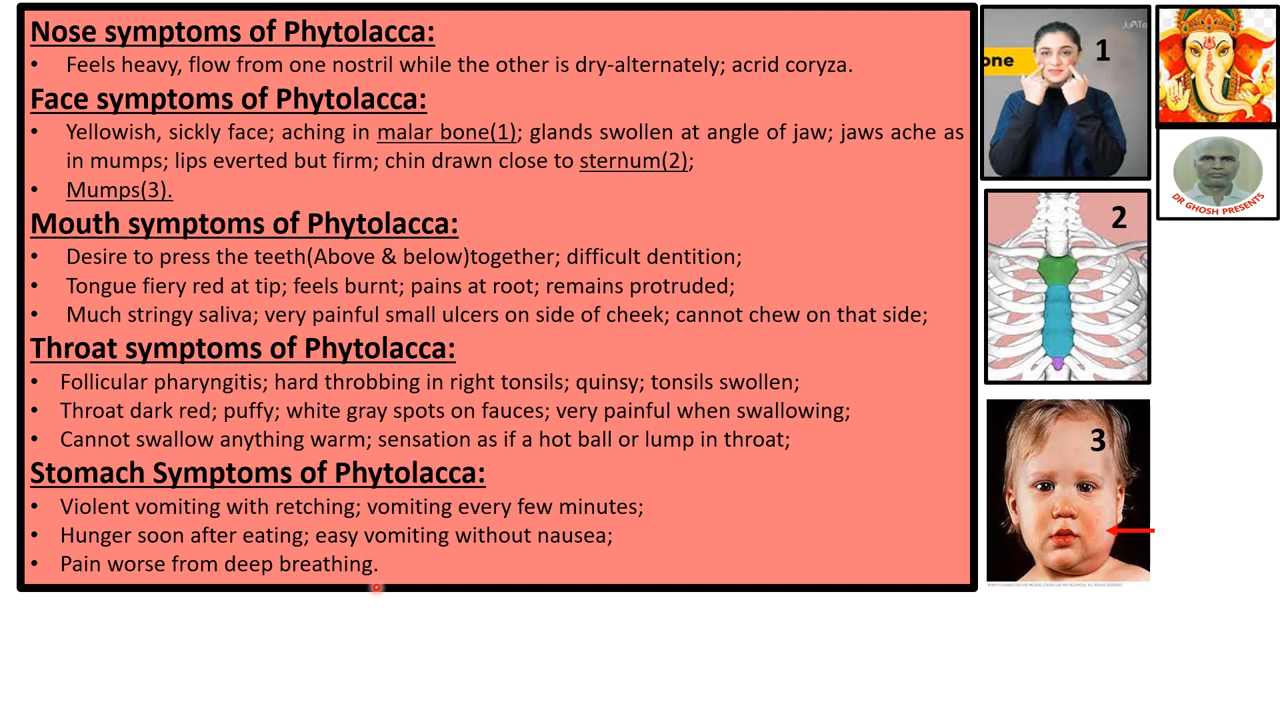 Nose symptoms of Phytolacca:
• Feels heavy, flow from one nostril while the other is dry-alternately; acrid coryza.
Face symptoms of Phytolacca:
• Yellowish, sickly face; aching in malar bone(1); glands swollen at angle of jaw; jaws ache as
in mumps; lips everted but firm; chin drawn close to sternum(2);
• Mumps(3).
Mouth symptoms of Phytolacca:
• Desire to press the teeth(Above & below)together; difficult dentition;
• Tongue fiery red at tip; feels burnt; pains at root; remains protruded;
• Much stringy saliva; very painful small ulcers on side of cheek; cannot chew on that side;
Throat symptoms of Phytolacca:
• Follicular pharyngitis; hard throbbing in right tonsils; quinsy; tonsils swollen;
• Throat dark red; puffy; white gray spots on fauces; very painful when swallowing;
• Cannot swallow anything warm; sensation as if a hot ball or lump in throat;
Stomach Symptoms of Phytolacca:
• Violent vomiting with retching; vomiting every few minutes;
• Hunger soon after eating; easy vomiting without nausea;
• Pain worse from deep breathing.
one
1
2
3
DR GHOSH PRESENTS